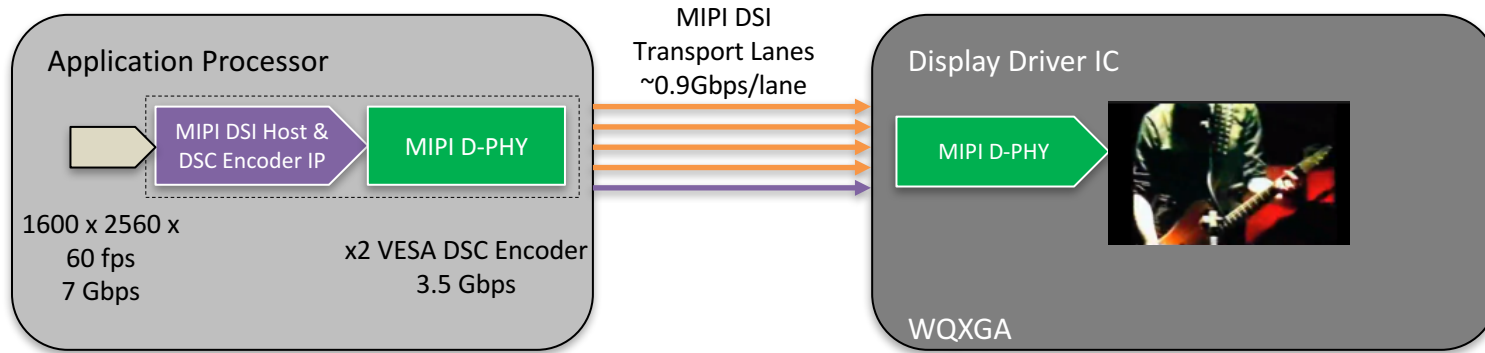 MIPI DSI
Transport Lanes
~0.9Gbps/lane
Application Processor
MIPI DSI Host &
DSC Encoder IP
MIPI D-PHY
1600 x 2560 x
60 fps
7 Gbps
x2 VESA DSC Encoder
3.5 Gbps
Display Driver IC
MIPI D-PHY
WQXGA